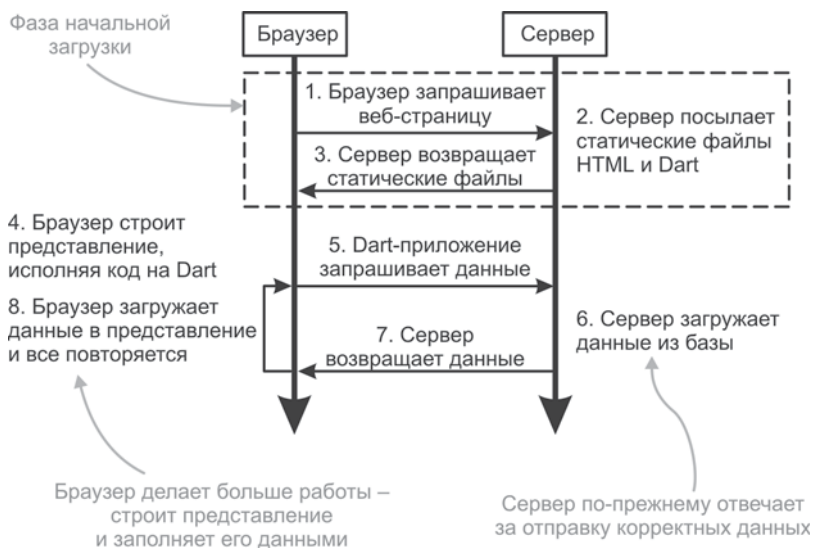 Фаза начальной
загрузки
Браузер
Сервер
1. Браузер запрашивает
веб-страницу
2. Сервер посылает
статические файлы
HTML и Dart
3. Сервер возвращает
статические файлы
4. Браузер строит
представление,
исполняя код на Dart
5. Dart-приложение
запрашивает данные
6. Сервер загружает
данные из базы
7. Сервер
возвращает данные
8. Браузер загружает
данные в представление
и все повторяется
Браузер делает больше работы –
строит представление
и заполняет его данными
Сервер по-прежнему отвечает
за отправку корректных данных